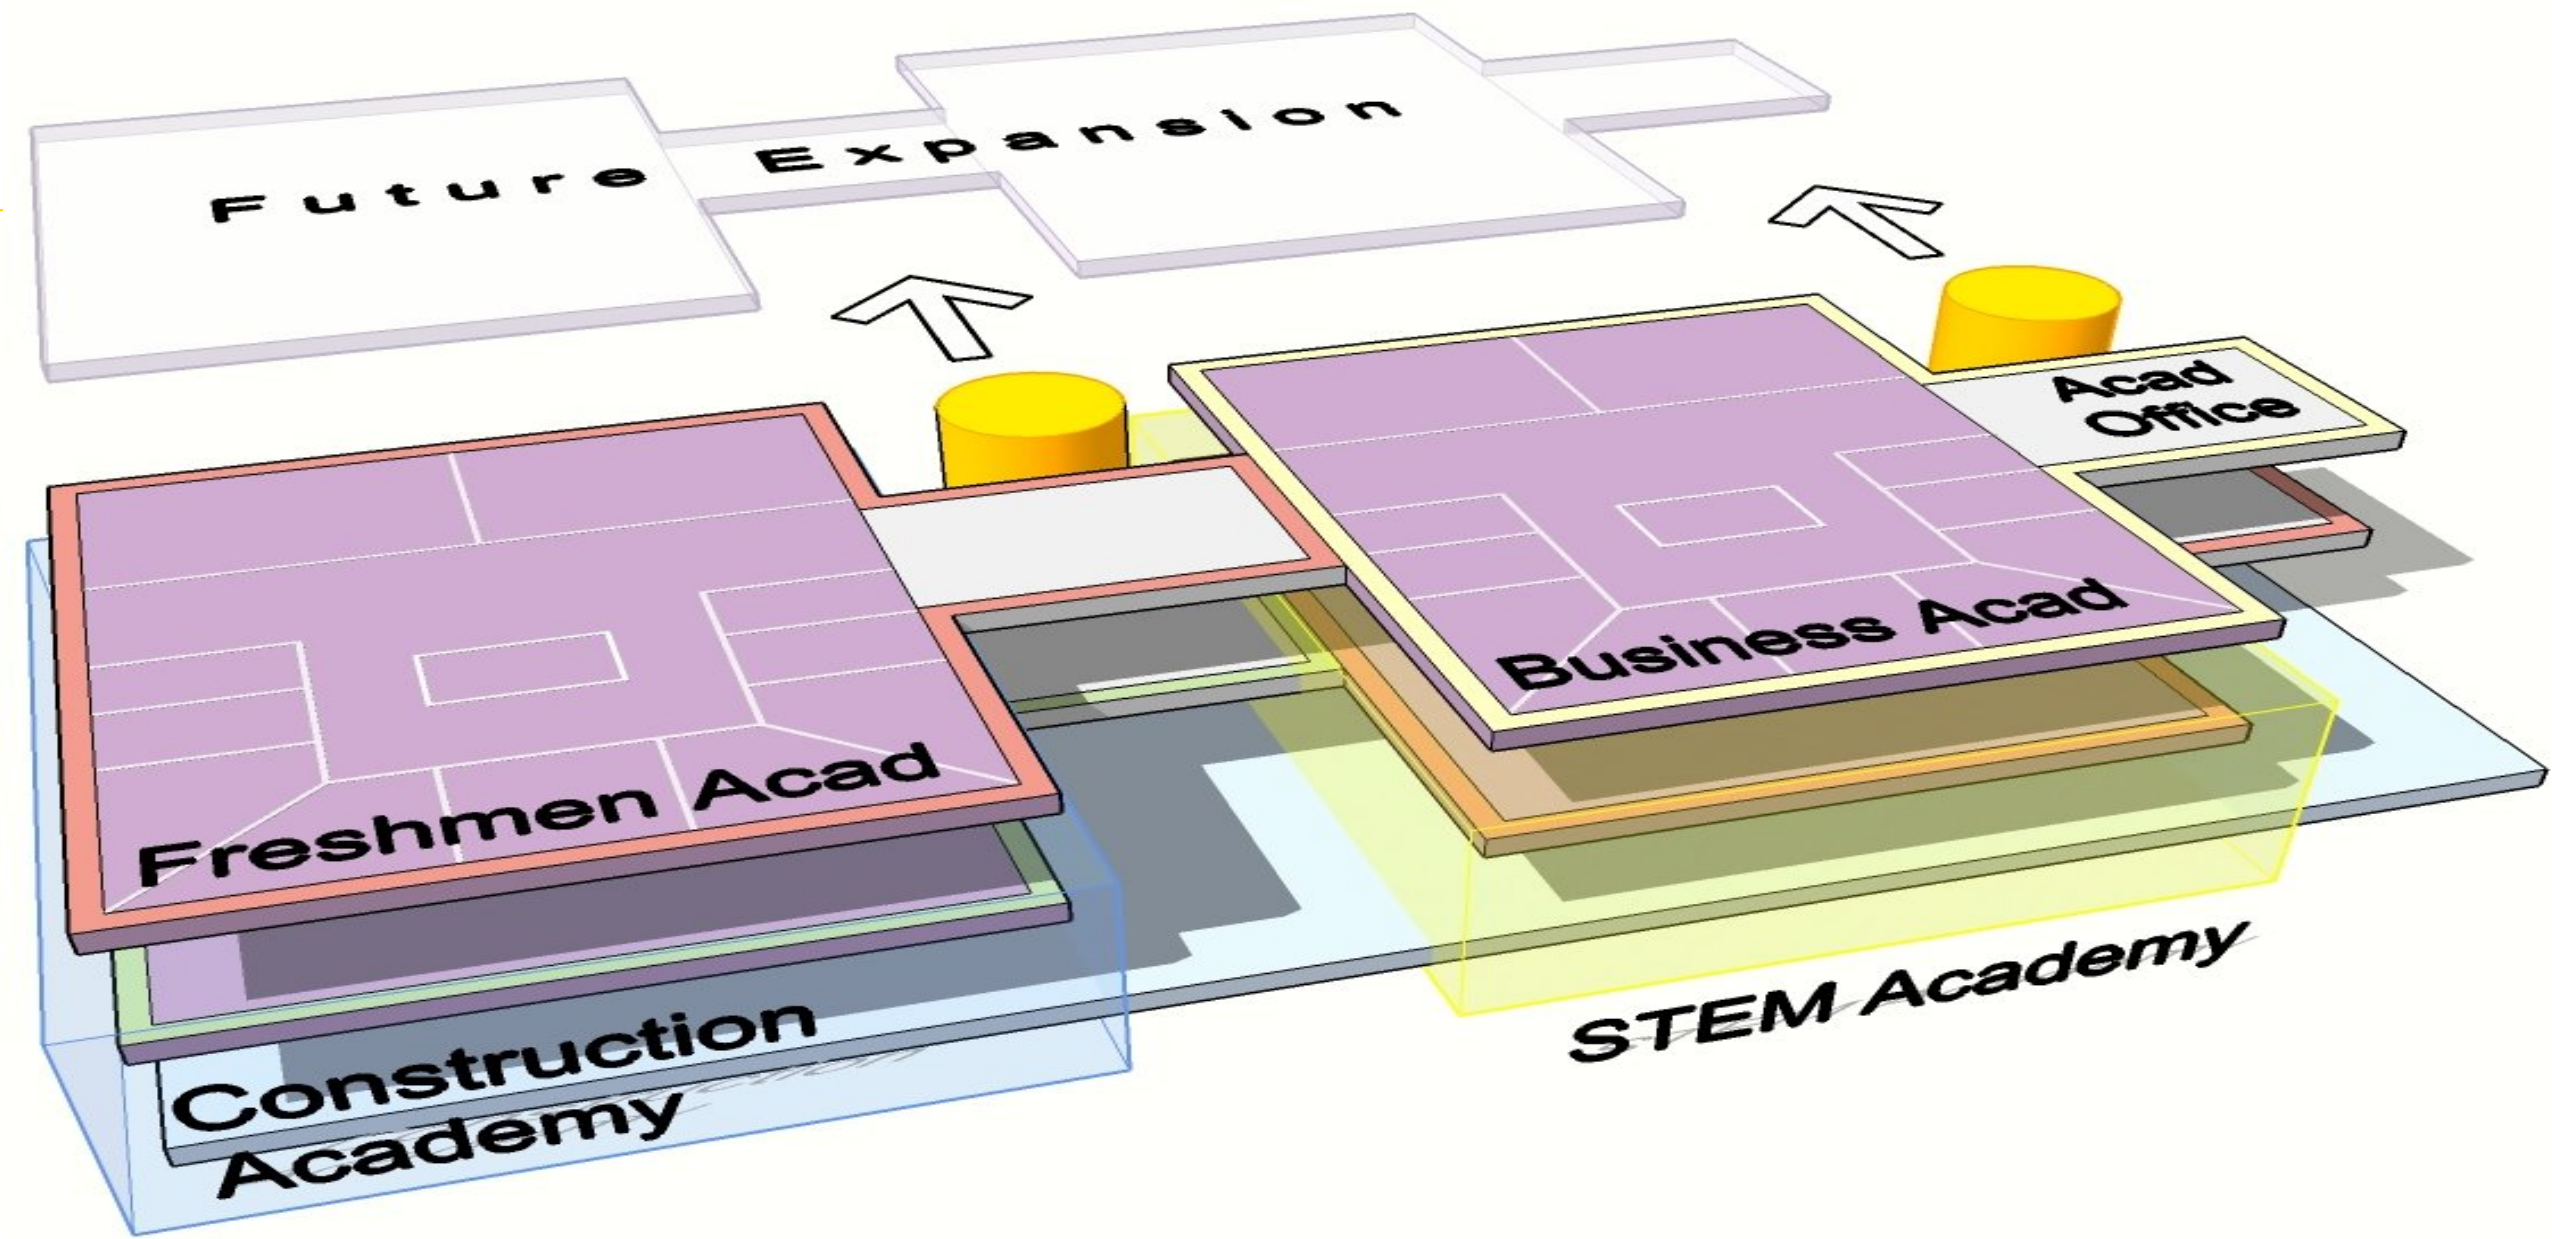 Future Expansion
Acad
Office
Business Acad
Freshmen Acad
STEM Academy
Construction
Academy